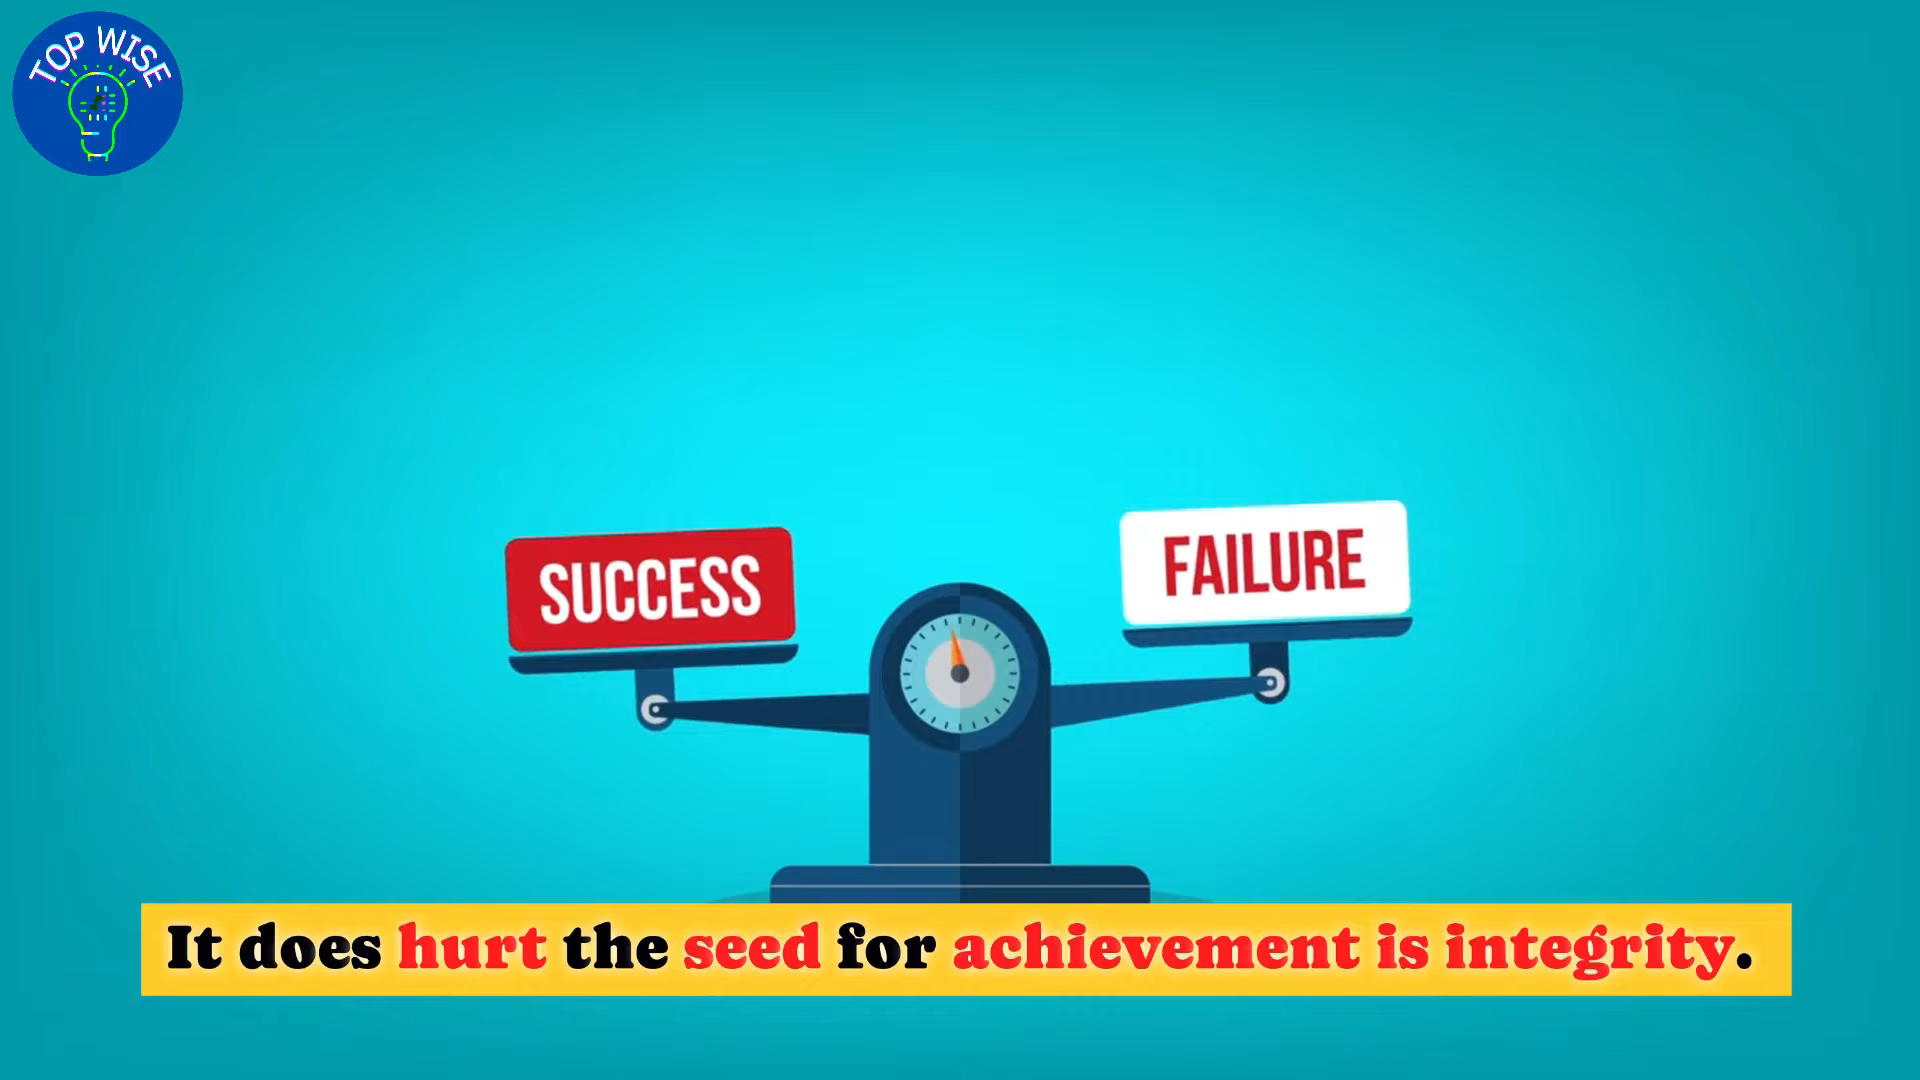 TOP WISE
SUCCESS
FAILURE
It does hurt the seed for achievement is integrity.